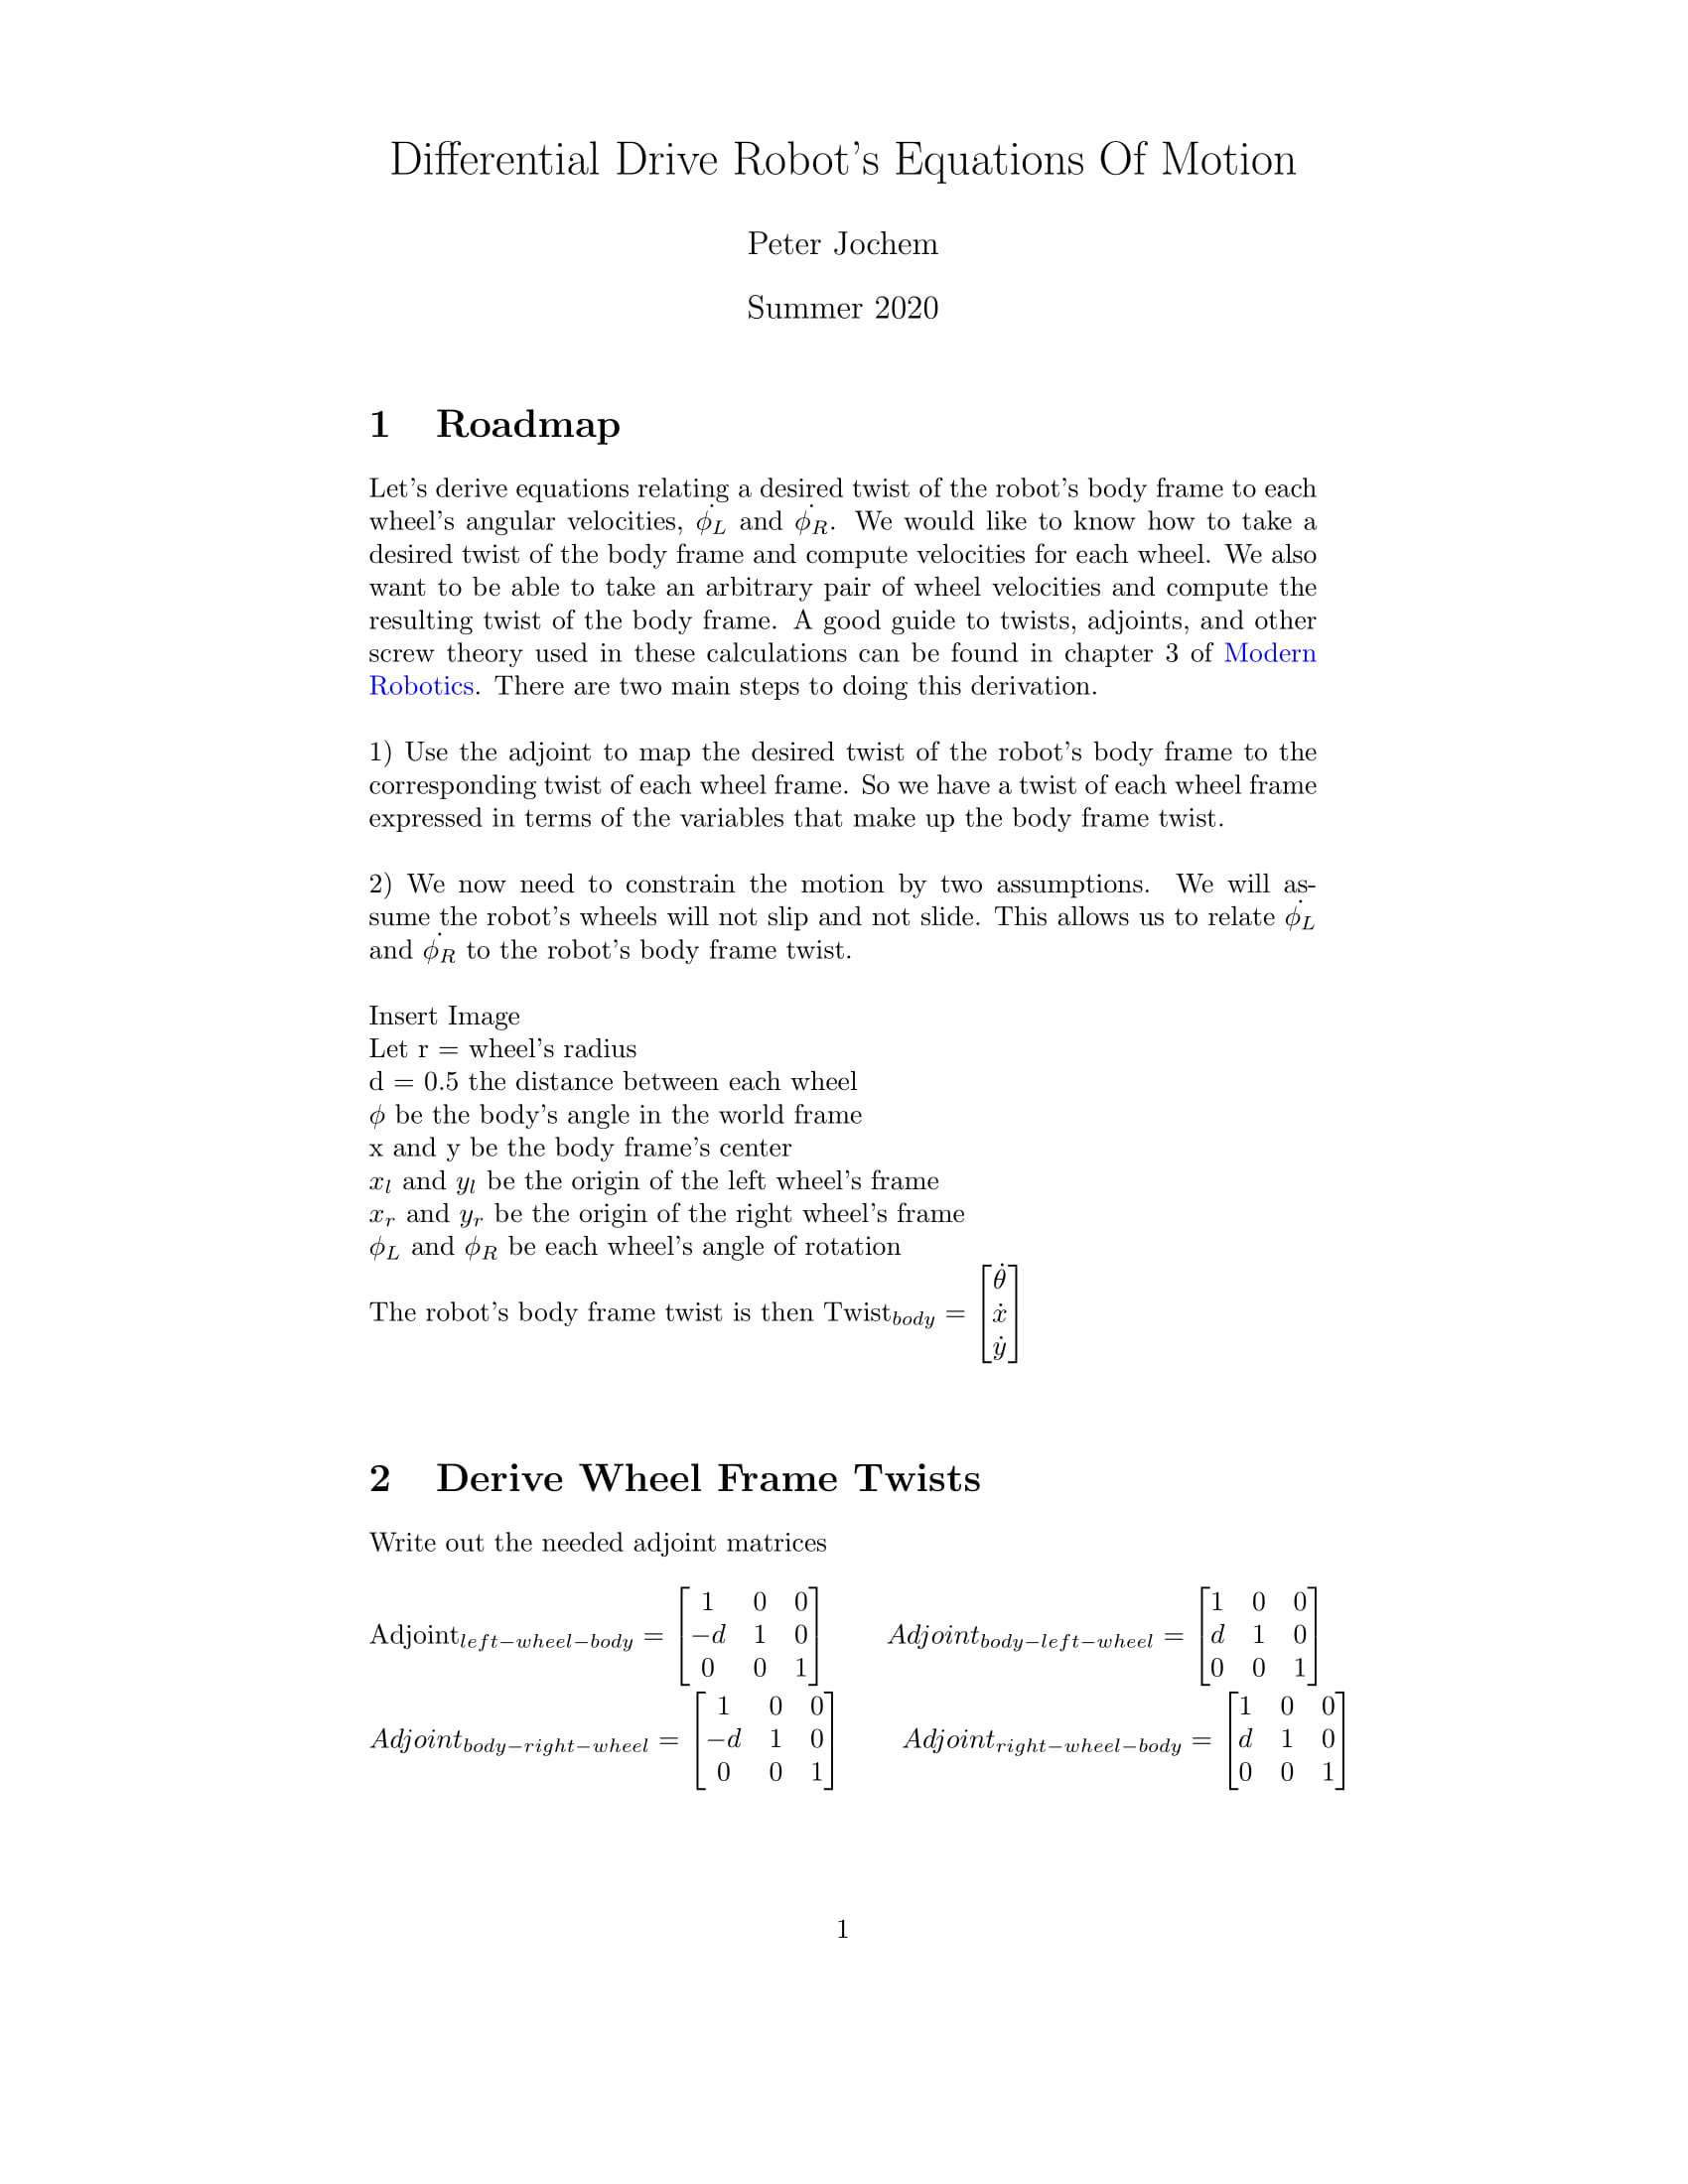 Differential Drive Robot's Equations Of Motion
Peter Jochem
Summer 2020
1 Roadmap
Let's derive equations relating a desired twist of the robot's body frame to each
wheel's angular velocities, $\dot{\phi_L}$ and $\dot{\phi_R}$. We would like to know how to take a
desired twist of the body frame and compute velocities for each wheel. We also
want to be able to take an arbitrary pair of wheel velocities and compute the
resulting twist of the body frame. A good guide to twists, adjoints, and other
screw theory used in these calculations can be found in chapter 3 of Modern
Robotics. There are two main steps to doing this derivation.
1) Use the adjoint to map the desired twist of the robot's body frame to the
corresponding twist of each wheel frame. So we have a twist of each wheel frame
expressed in terms of the variables that make up the body frame twist.
2) We now need to constrain the motion by two assumptions. We will as-
sume the robot's wheels will not slip and not slide. This allows us to relate $\dot{\phi_L}$
and $\dot{\phi_R}$ to the robot's body frame twist.
Insert Image
Let r = wheel's radius
d = 0.5 the distance between each wheel
$\phi$ be the body's angle in the world frame
x and y be the body frame's center
$x_l$ and $y_l$ be the origin of the left wheel's frame
$x_r$ and $y_r$ be the origin of the right wheel's frame
$\phi_L$ and $\phi_R$ be each wheel's angle of rotation
The robot's body frame twist is then Twist$_{body}$ = $\begin{bmatrix} \dot{\theta} \\ \dot{x} \\ \dot{y} \end{bmatrix}$
2 Derive Wheel Frame Twists
Write out the needed adjoint matrices
Adjoint$_{left-wheel-body}$ = $\begin{bmatrix} 1 & 0 & 0 \\ -d & 1 & 0 \\ 0 & 0 & 1 \end{bmatrix}$ $Adjoint_{body-left-wheel} = \begin{bmatrix} 1 & 0 & 0 \\ d & 1 & 0 \\ 0 & 0 & 1 \end{bmatrix}$
$Adjoint_{body-right-wheel} = \begin{bmatrix} 1 & 0 & 0 \\ -d & 1 & 0 \\ 0 & 0 & 1 \end{bmatrix}$ $Adjoint_{right-wheel-body} = \begin{bmatrix} 1 & 0 & 0 \\ d & 1 & 0 \\ 0 & 0 & 1 \end{bmatrix}$
1